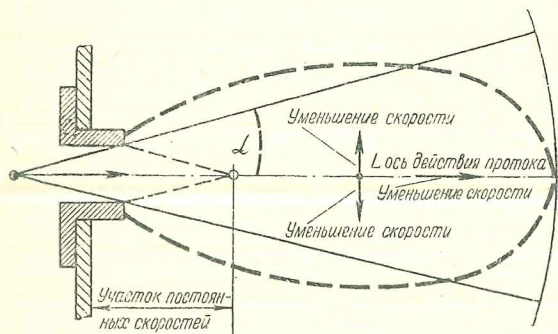 Уменьшение скорости
α
L ось действия протока
Уменьшение скорости
Уменьшение скорости
Участок постоян-
ных скоростей